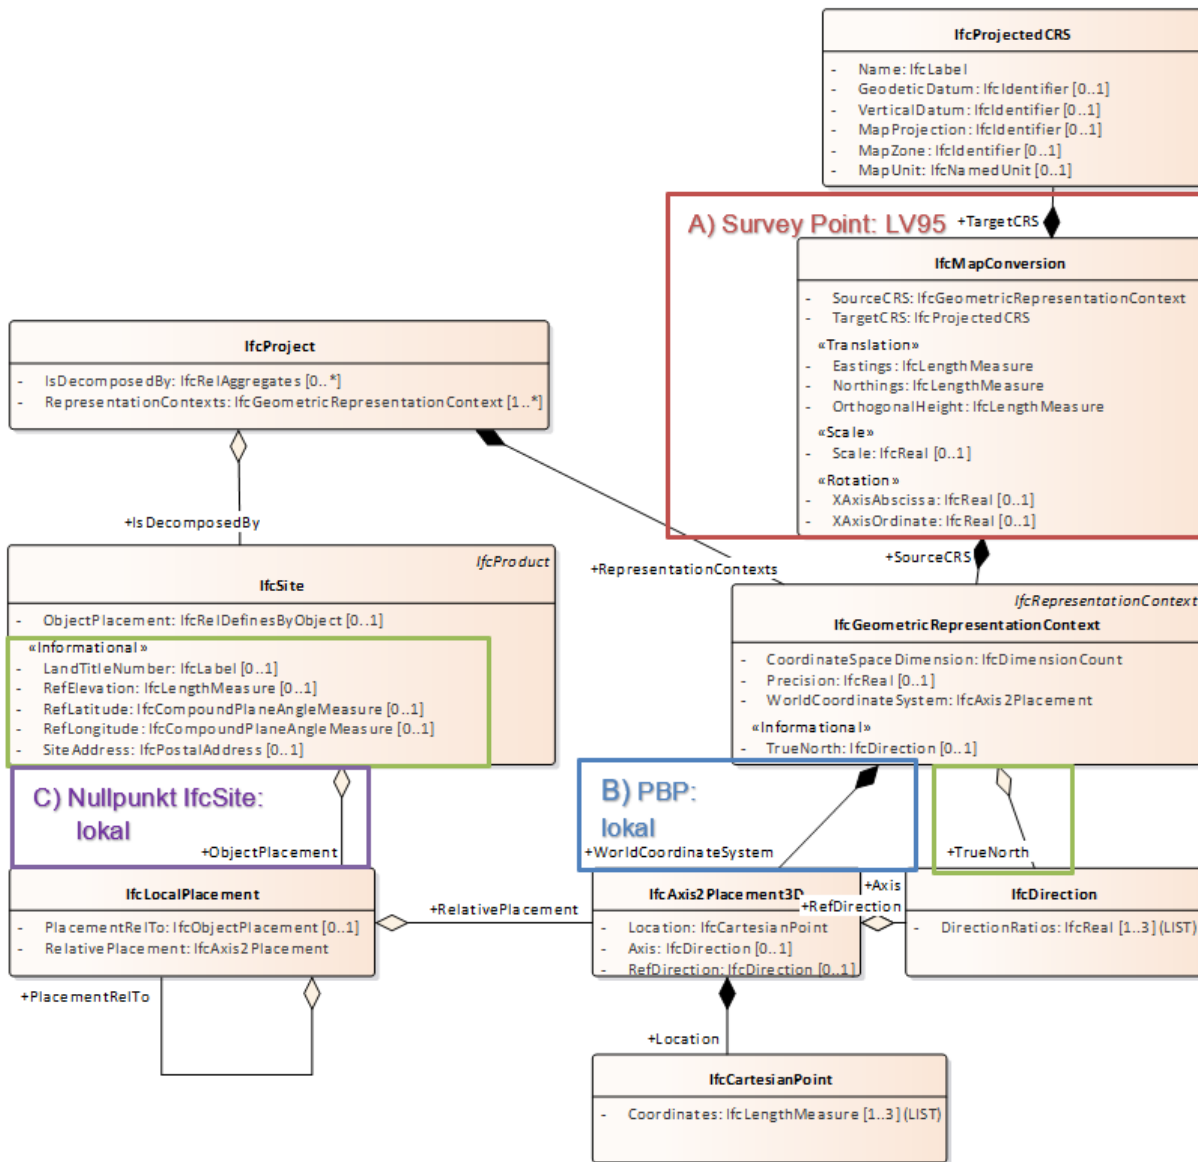 IfcProjectedCRS
- Name: IfcLabel
- GeodeticDatum: IfcIdentifier [0..1]
- VerticalDatum: IfcIdentifier [0..1]
- MapProjection: IfcIdentifier [0..1]
- MapZone: IfcIdentifier [0..1]
- MapUnit: IfcNamedUnit [0..1]
A) Survey Point: LV95
+TargetCRS
IfcMapConversion
- SourceCRS: IfcGeometricRepresentationContext
- TargetCRS: IfcProjectedCRS
«Translation»
- Eastings: IfcLengthMeasure
- Northings: IfcLengthMeasure
- OrthogonalHeight: IfcLengthMeasure
«Scale»
- Scale: IfcReal [0..1]
«Rotation»
- XAxisAbscissa: IfcReal [0..1]
- XAxisOrdinate: IfcReal [0..1]
IfcProject
- IsDecomposedBy: IfcRelAggregates [0..*]
- RepresentationContexts: IfcGeometricRepresentationContext [1..*]
+IsDecomposedBy
+RepresentationContexts
+SourceCRS
IfcProduct
IfcSite
- ObjectPlacement: IfcRelDefinesByObject [0..1]
«Informational»
- LandTitleNumber: IfcLabel [0..1]
- RefElevation: IfcLengthMeasure [0..1]
- RefLatitude: IfcCompoundPlaneAngleMeasure [0..1]
- RefLongitude: IfcCompoundPlaneAngleMeasure [0..1]
- SiteAddress: IfcPostalAddress [0..1]
IfcRepresentationContext
IfcGeometricRepresentationContext
- CoordinateSpaceDimension: IfcDimensionCount
- Precision: IfcReal [0..1]
- WorldCoordinateSystem: IfcAxis2Placement
«Informational»
- TrueNorth: IfcDirection [0..1]
C) Nullpunkt IfcSite:
lokal
+ObjectPlacement
B) PBP:
lokal
+WorldCoordinateSystem
+TrueNorth
IfcLocalPlacement
- PlacementRelTo: IfcObjectPlacement [0..1]
- RelativePlacement: IfcAxis2Placement
+PlacementRelTo
+RelativePlacement
IfcAxis2Placement3D
- Location: IfcCartesianPoint
- Axis: IfcDirection [0..1]
- RefDirection: IfcDirection [0..1]
+Axis
+RefDirection
IfcDirection
- DirectionRatios: IfcReal [1..3] (LIST)
+Location
IfcCartesianPoint
- Coordinates: IfcLengthMeasure [1..3] (LIST)